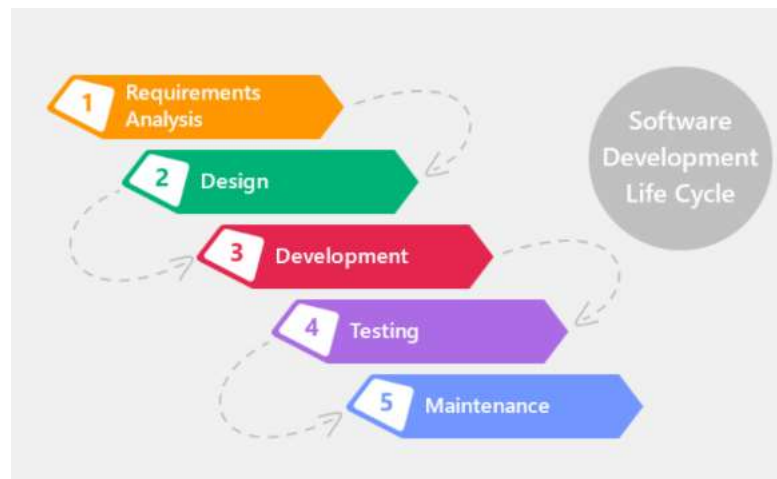 1
Requirements
Analysis
2
Design
3
Development
4
Testing
5
Maintenance
Software
Development
Life Cycle